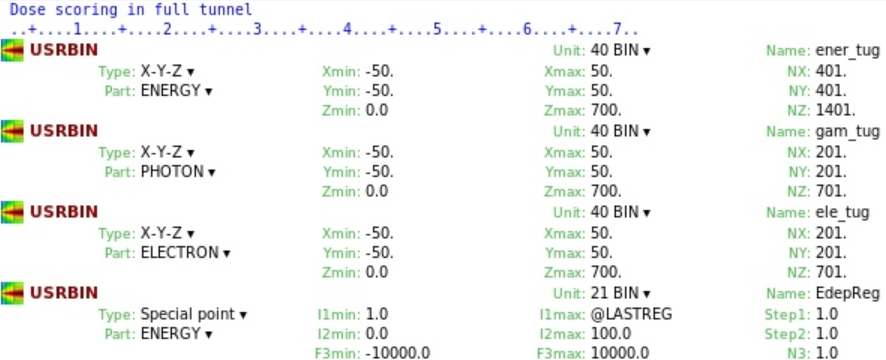 Dose scoring in full tunnel
..+....1....+....2....+....3....+....4....+....5....+....6....+....7..
USRBIN Unit: 40 BIN ▾ Name: ener_tug
Type: X-Y-Z ▾ Xmin: -50. Xmax: 50. NX: 401.
Part: ENERGY ▾ Ymin: -50. Ymax: 50. NY: 401.
Zmin: 0.0 Zmax: 700. NZ: 1401.
USRBIN Unit: 40 BIN ▾ Name: gam_tug
Type: X-Y-Z ▾ Xmin: -50. Xmax: 50. NX: 201.
Part: PHOTON ▾ Ymin: -50. Ymax: 50. NY: 201.
Zmin: 0.0 Zmax: 700. NZ: 701.
USRBIN Unit: 40 BIN ▾ Name: ele_tug
Type: X-Y-Z ▾ Xmin: -50. Xmax: 50. NX: 201.
Part: ELECTRON ▾ Ymin: -50. Ymax: 50. NY: 201.
Zmin: 0.0 Zmax: 700. NZ: 701.
USRBIN Unit: 21 BIN ▾ Name: EdepReg
Type: Special point ▾ I1min: 1.0 I1max: @LASTREG Step1: 1.0
Part: ENERGY ▾ I2min: 0.0 I2max: 100.0 Step2: 1.0
F3min: -10000.0 F3max: 10000.0 N3: 1.0